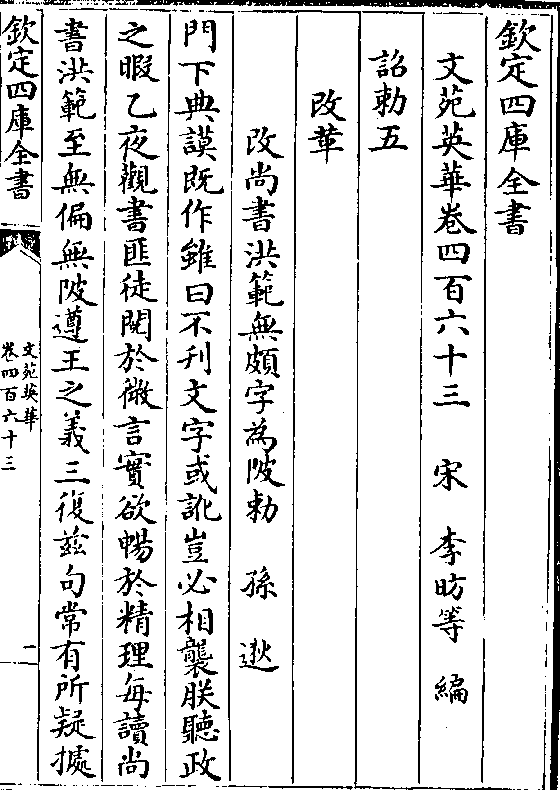 欽定四庫全書
文苑英華卷四百六十三　宋　李昉等　編
詔勅五
改革
改尚書洪範無頗字為陂勅　孫逖
門下典謨既作雖曰不刋文字或訛豈必相襲朕聽政
之暇乙夜觀書匪徒閱於微言實欲暢於精理每讀尚
書洪範至無偏無陂遵王之義三復兹句常有所疑據
欽定四庫全書
文苑英華
卷四百六十三
一